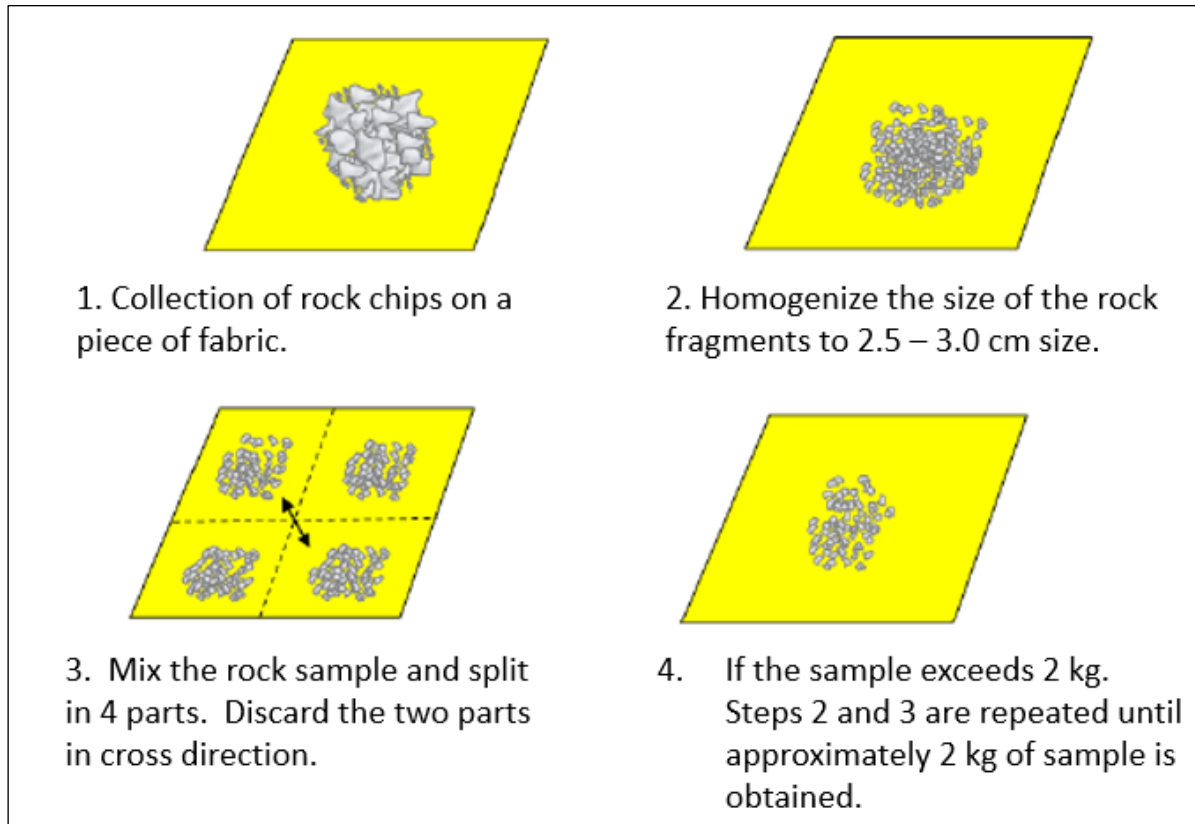 1. Collection of rock chips on a
piece of fabric.
2. Homogenize the size of the rock
fragments to 2.5 – 3.0 cm size.
3. Mix the rock sample and split
in 4 parts. Discard the two parts
in cross direction.
4. If the sample exceeds 2 kg.
Steps 2 and 3 are repeated until
approximately 2 kg of sample is
obtained.